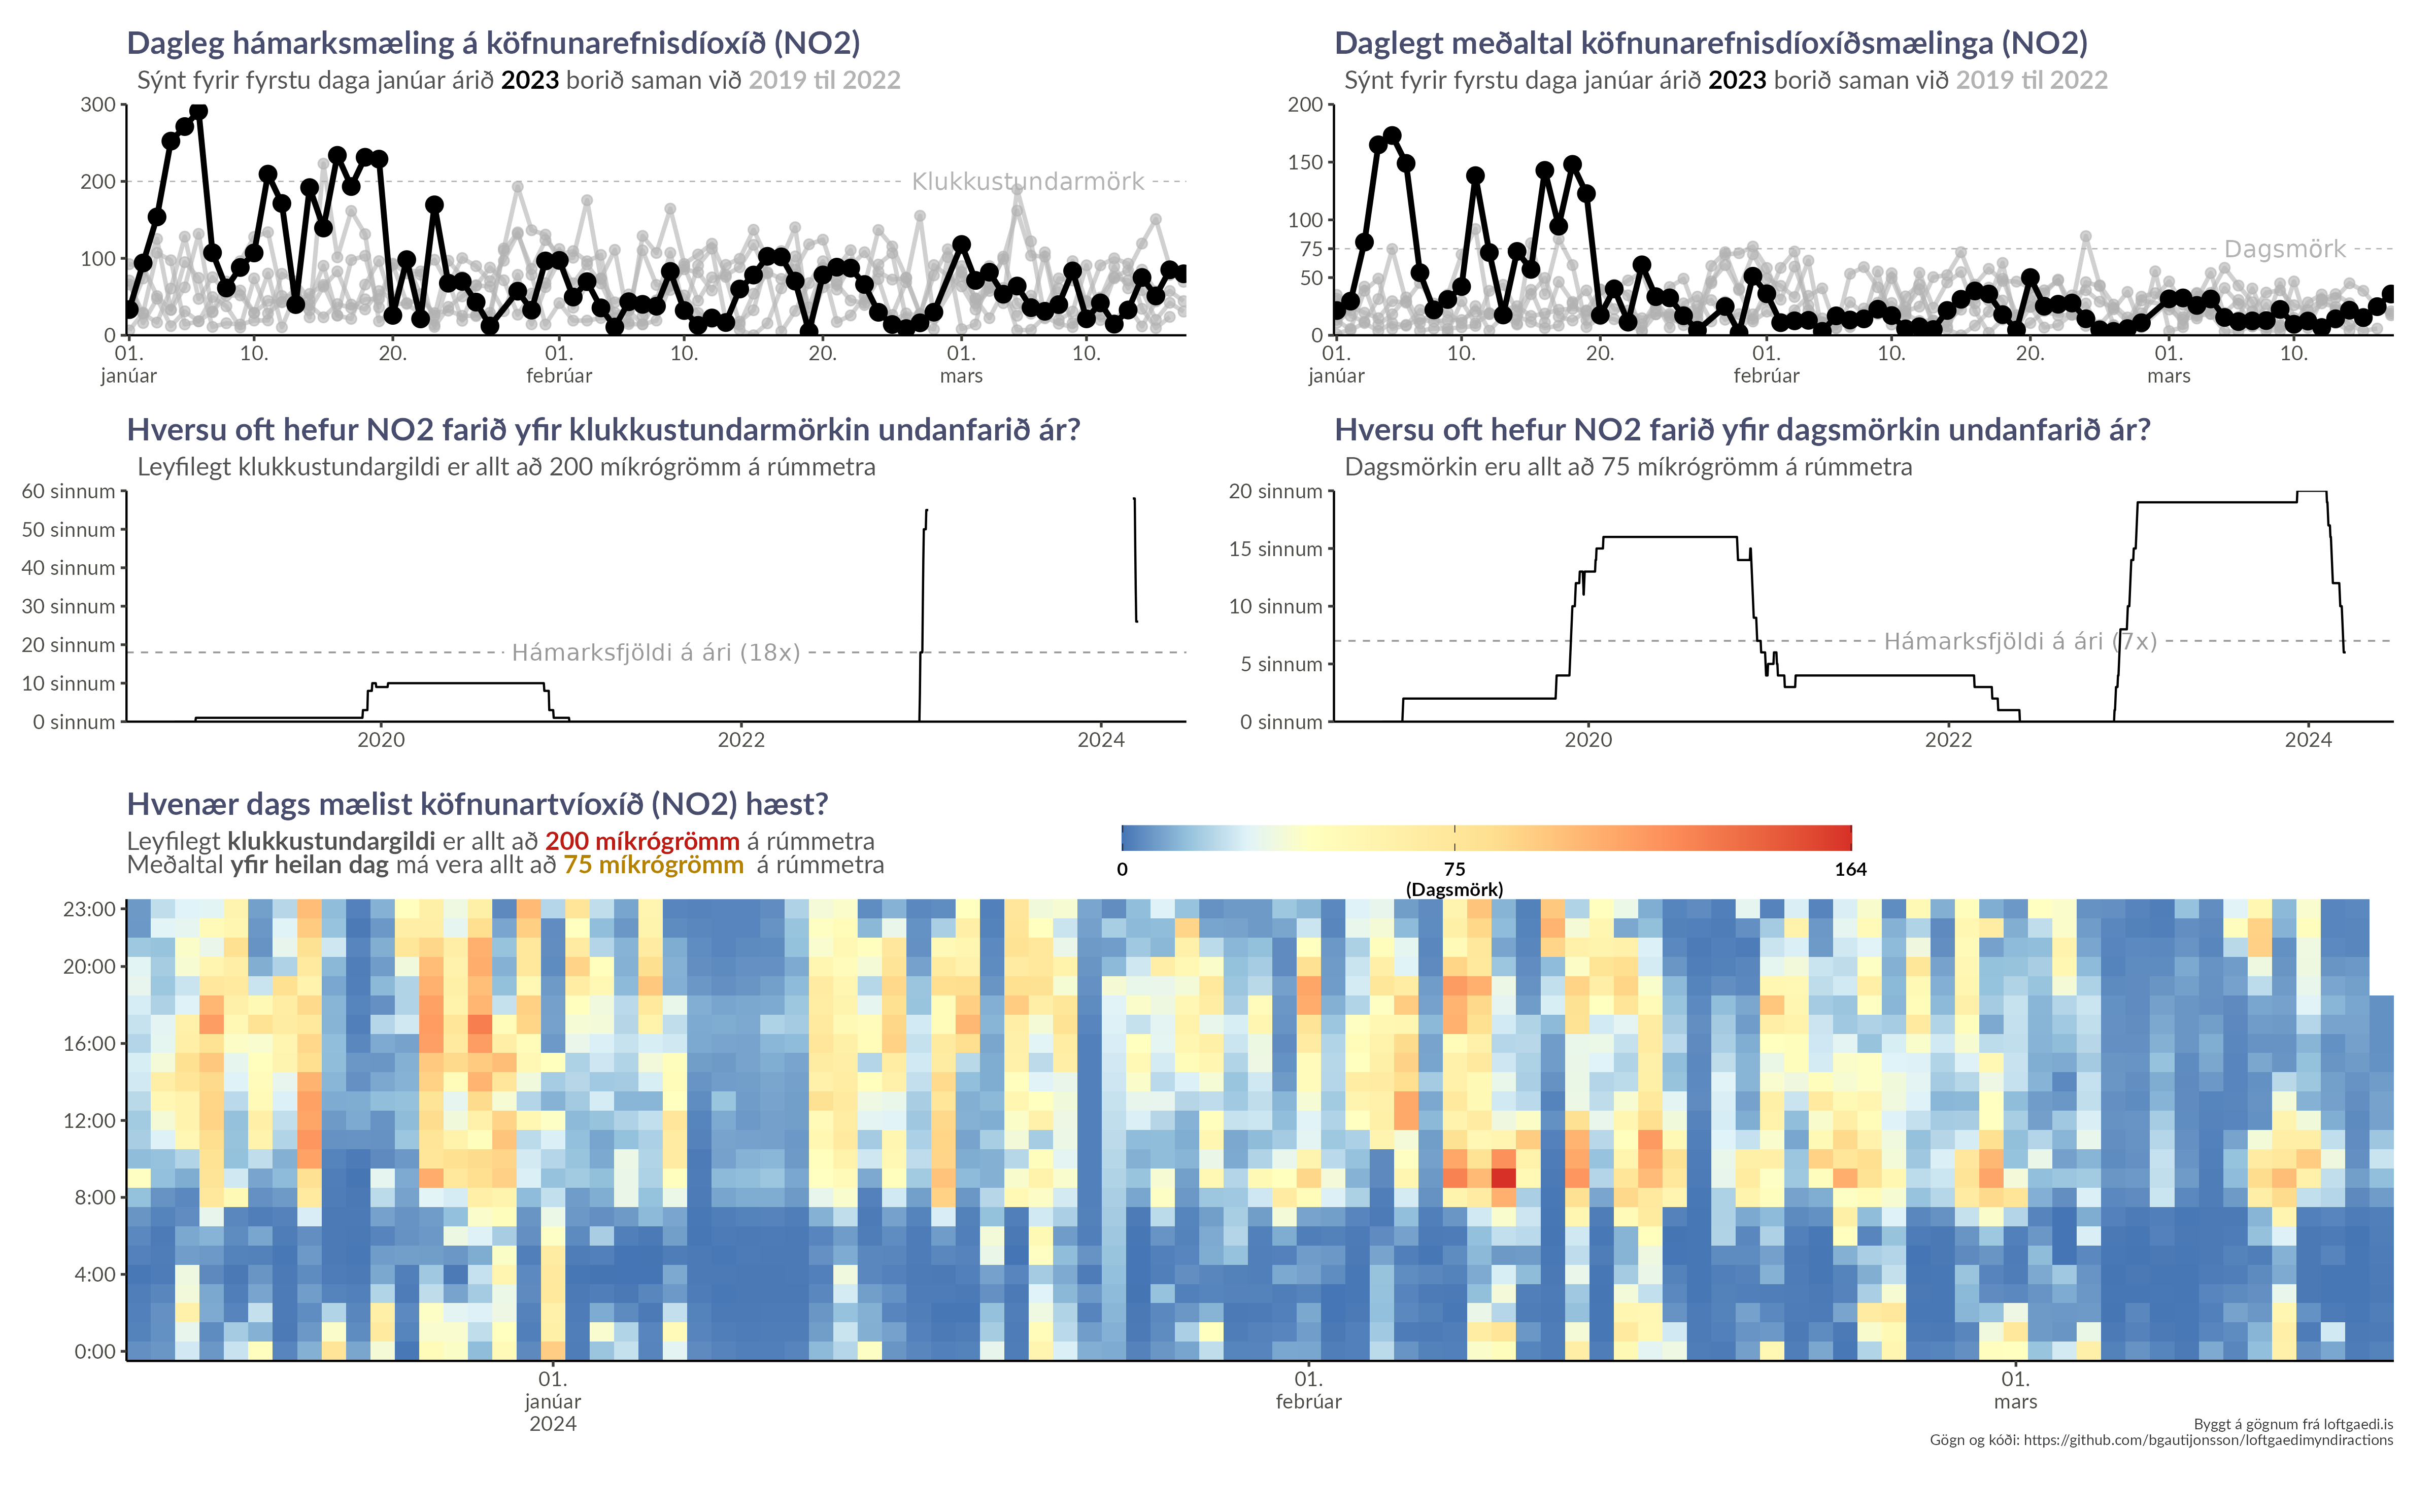 Dagleg hámarksmæling á köfnunarefnisdíoxíð (NO2)
Sýnt fyrir fyrstu daga janúar árið 2023 borið saman við 2019 til 2022
300
200
100
0
Klukkustundarmörk
01. 10. 20. 01. 10. 20. 01. 10.
janúar febrúar mars
Daglegt meðaltal köfnunarefnisdíoxíðsmælinga (NO2)
Sýnt fyrir fyrstu daga janúar árið 2023 borið saman við 2019 til 2022
200
150
100
75
50
0
Dagsmörk
01. 10. 20. 01. 10. 20. 01. 10.
janúar febrúar mars
Hversu oft hefur NO2 farið yfir klukkustundarmörkin undanfarið ár?
Leyfilegt klukkustundargildi er allt að 200 míkrógrömm á rúmmetra
60 sinnum
50 sinnum
40 sinnum
30 sinnum
20 sinnum
10 sinnum
0 sinnum
Hámarksfjöldi á ári (18x)
2020 2022 2024
Hversu oft hefur NO2 farið yfir dagsmörkin undanfarið ár?
Dagsmörkin eru allt að 75 míkrógrömm á rúmmetra
20 sinnum
15 sinnum
10 sinnum
5 sinnum
0 sinnum
Hámarksfjöldi á ári (7x)
2020 2022 2024
Hvenær dags mælist köfnunartvíoxíð (NO2) hæst?
Leyfilegt klukkustundargildi er allt að 200 míkrógrömm á rúmmetra
Meðaltal yfir heilan dag má vera allt að 75 míkrógrömm á rúmmetra
0 75 164
(Dagsmörk)
23:00
20:00
16:00
12:00
8:00
4:00
0:00
01. 01. 01.
janúar febrúar mars
2024
Byggt á gögnum frá loftgaedi.is
Gögn og kóði: https://github.com/bgautijonsson/loftgaedimyndiractions